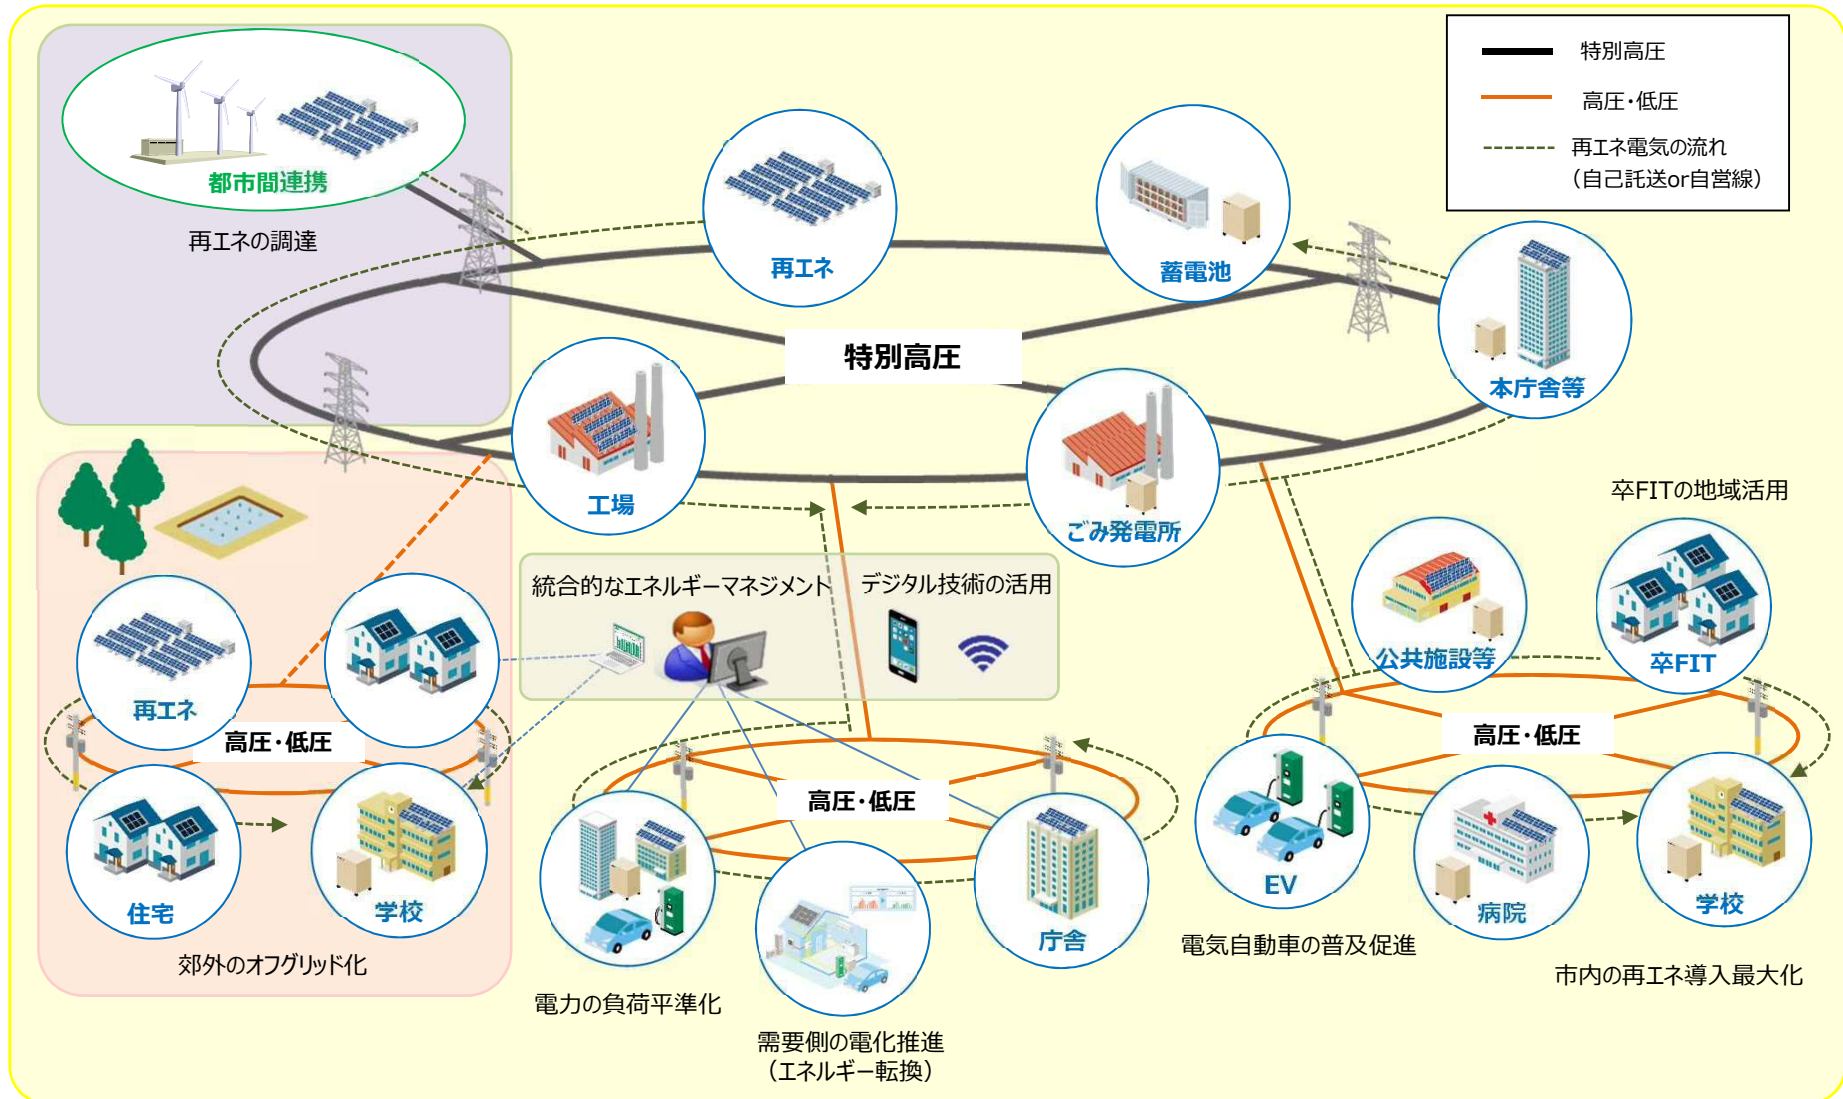 特別高圧
高圧・低圧
再エネ電気の流れ
（自己託送or自営線）
都市間連携
再エネの調達
再エネ
蓄電池
本庁舎等
特別高圧
工場
ごみ発電所
卒FITの地域活用
統合的なエネルギーマネジメント
デジタル技術の活用
公共施設等
卒FIT
再エネ
高圧・低圧
住宅
学校
郊外のオフグリッド化
高圧・低圧
庁舎
電力の負荷平準化
需要側の電化推進
（エネルギー転換）
高圧・低圧
EV
病院
学校
電気自動車の普及促進
市内の再エネ導入最大化